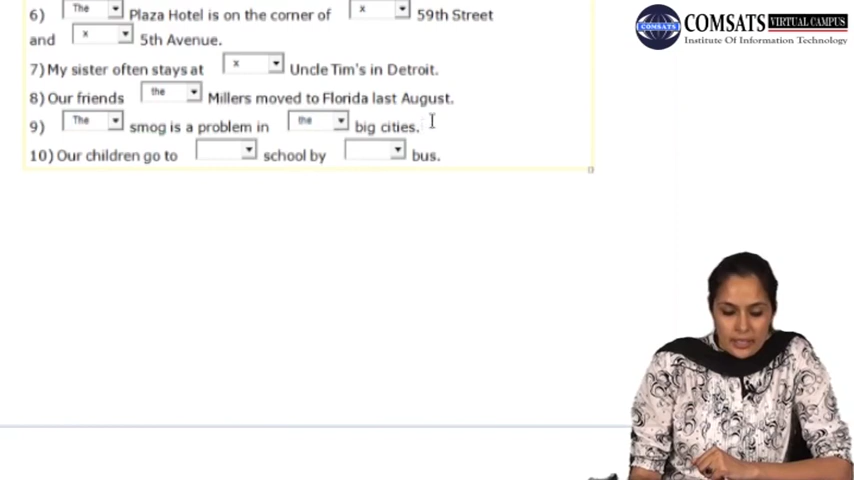 6) The Plaza Hotel is on the corner of x 59th Street
and x 5th Avenue.
7) My sister often stays at x Uncle Tim's in Detroit.
8) Our friends the Millers moved to Florida last August.
9) The smog is a problem in the big cities.
10) Our children go to school by bus.
COMSATS VIRTUAL CAMPUS
Institute Of Information Technology
COMSATS